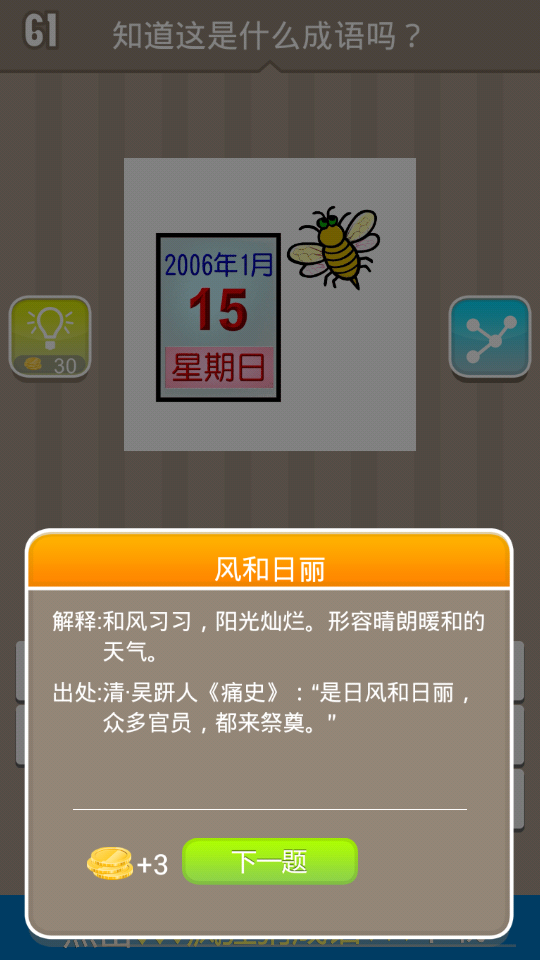 61
知道这是什么成语吗？
2006年1月
15
星期日
30
风和日丽
解释:和风习习，阳光灿烂。形容晴朗暖和的
天气。
出处:清·吴趼人《痛史》：“是日风和日丽，
众多官员，都来祭奠。”
+3
下一题